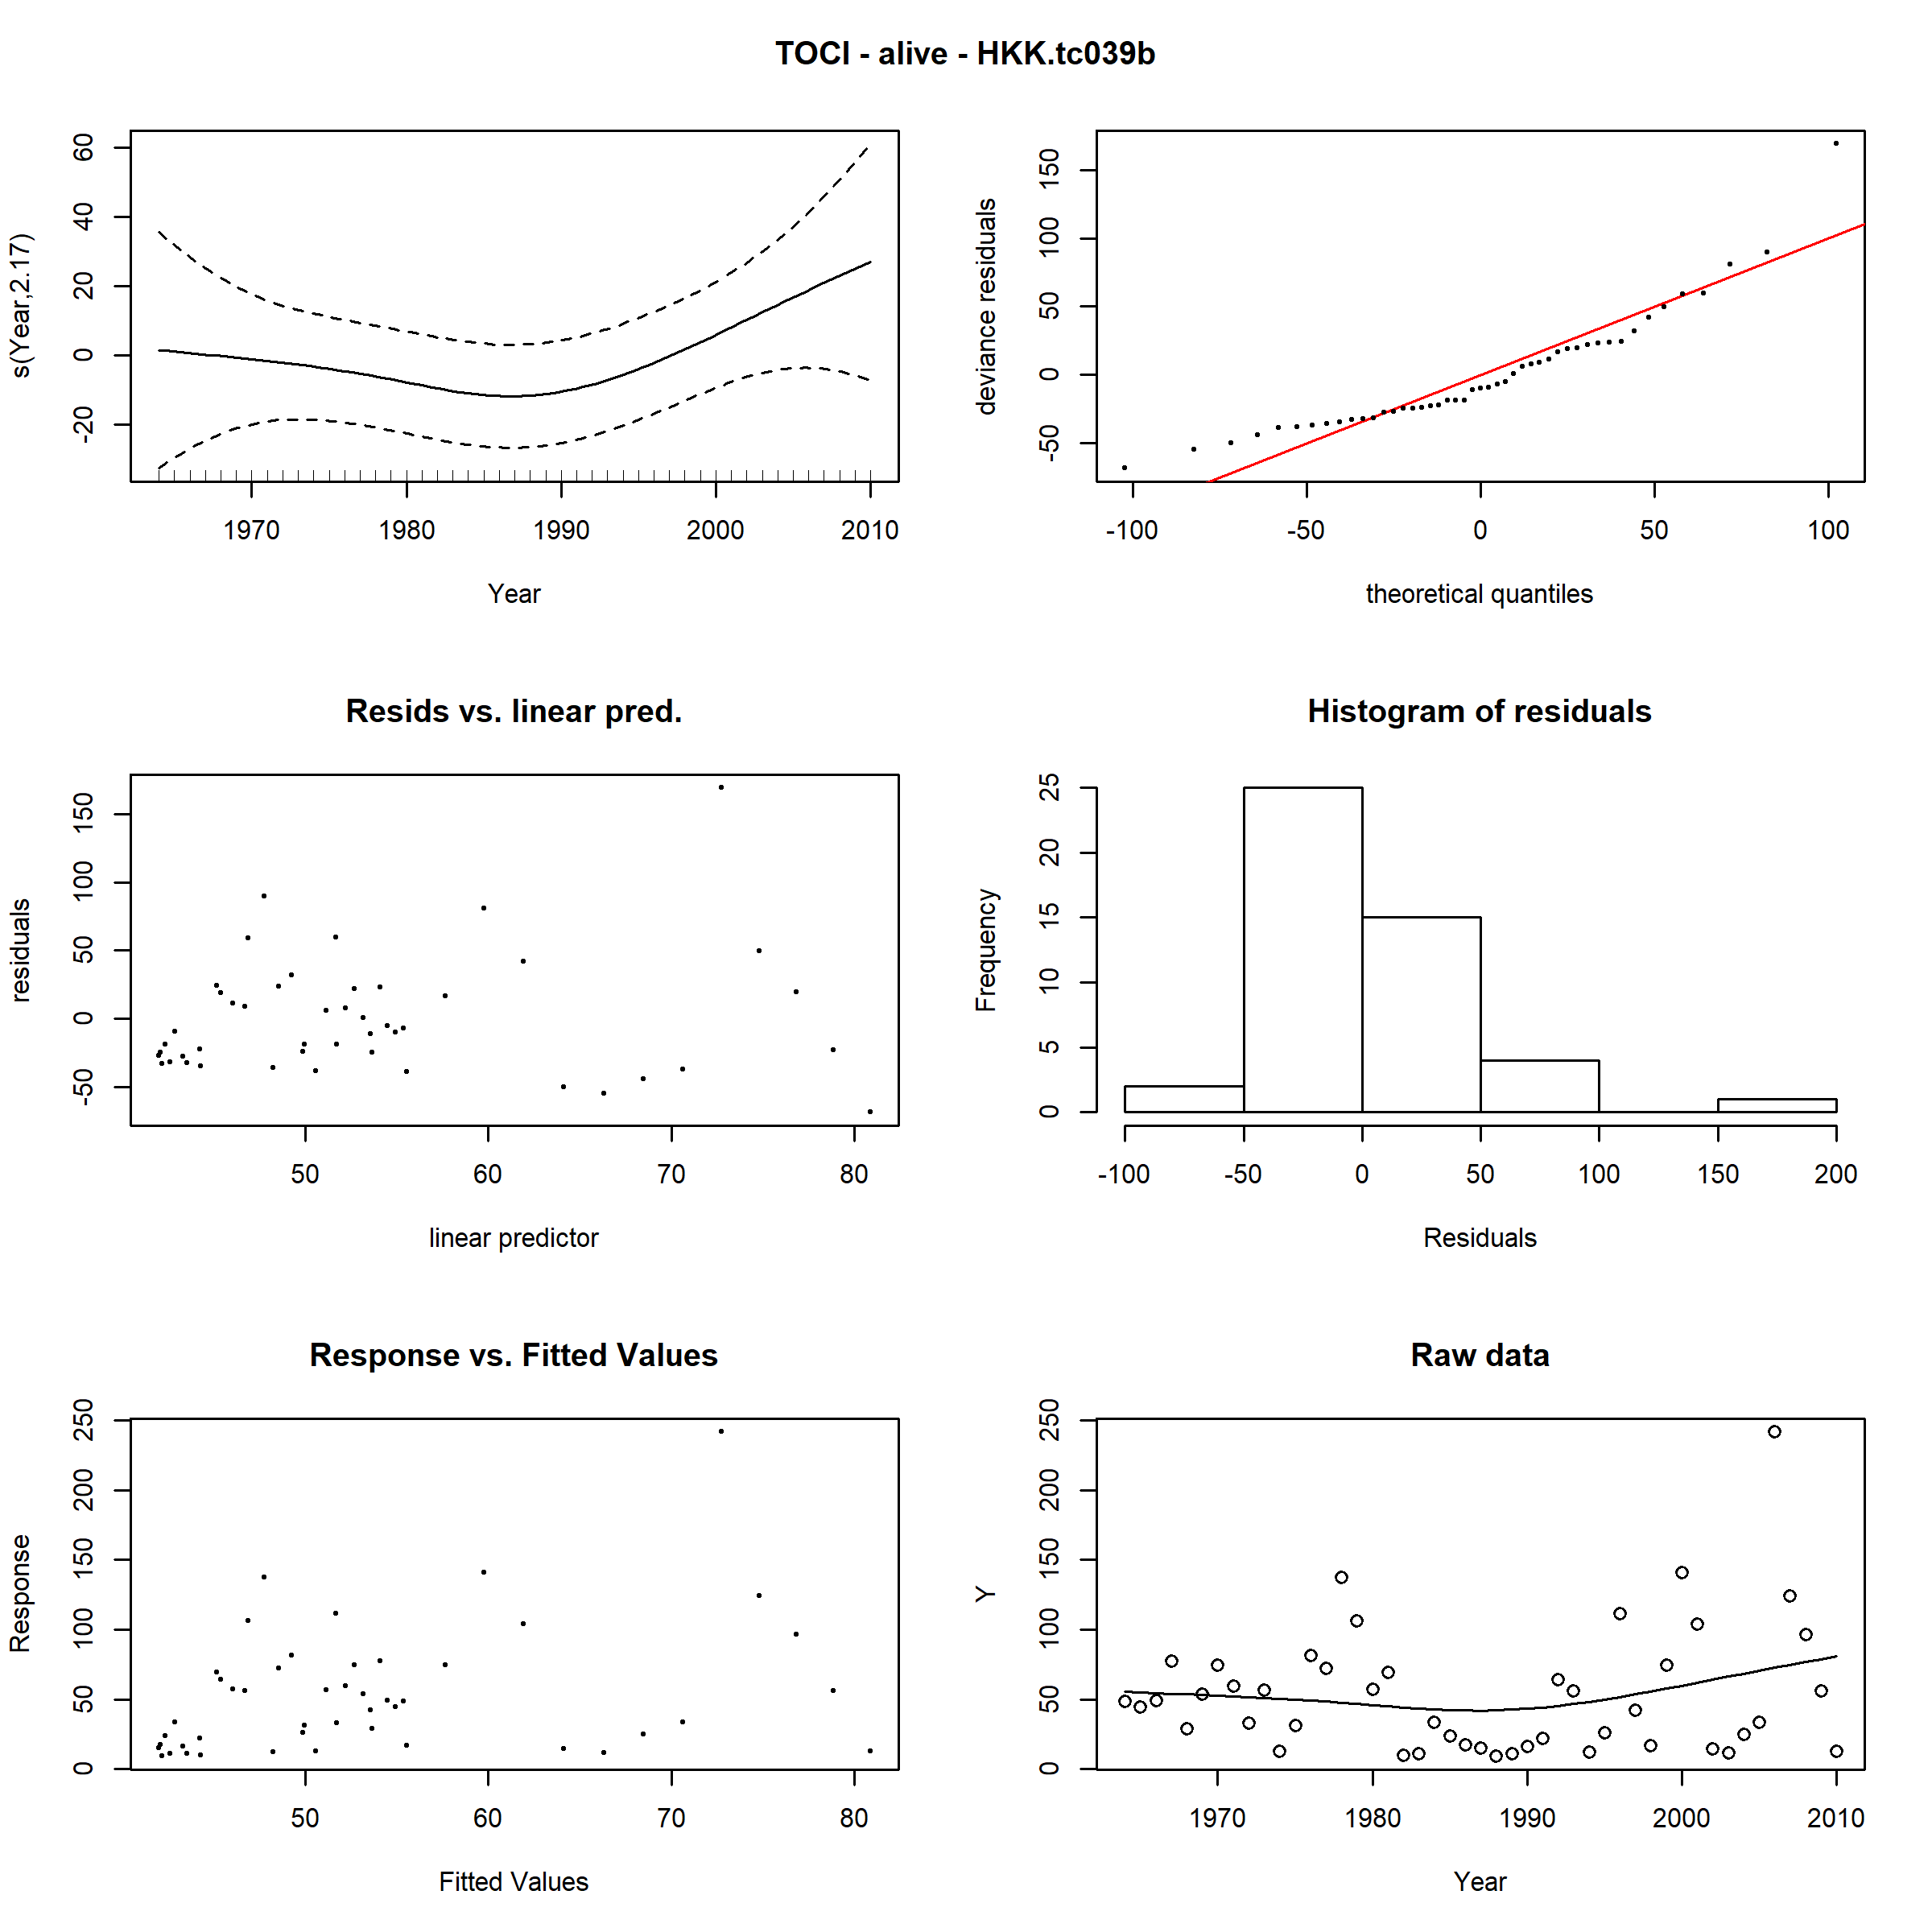 TOCI - alive - HKK.tc039b
s(Year,2.17)
-20 0 20 40 60
1970 1980 1990 2000 2010
Year
deviance residuals
-50 0 50 100 150
-100 -50 0 50 100
theoretical quantiles
Resids vs. linear pred.
residuals
-50 0 50 100 150
50 60 70 80
linear predictor
Histogram of residuals
Frequency
0 5 10 15 20 25
-100 -50 0 50 100 150 200
Residuals
Response vs. Fitted Values
Response
0 50 100 150 200 250
50 60 70 80
Fitted Values
Raw data
Y
0 50 100 150 200 250
1970 1980 1990 2000 2010
Year